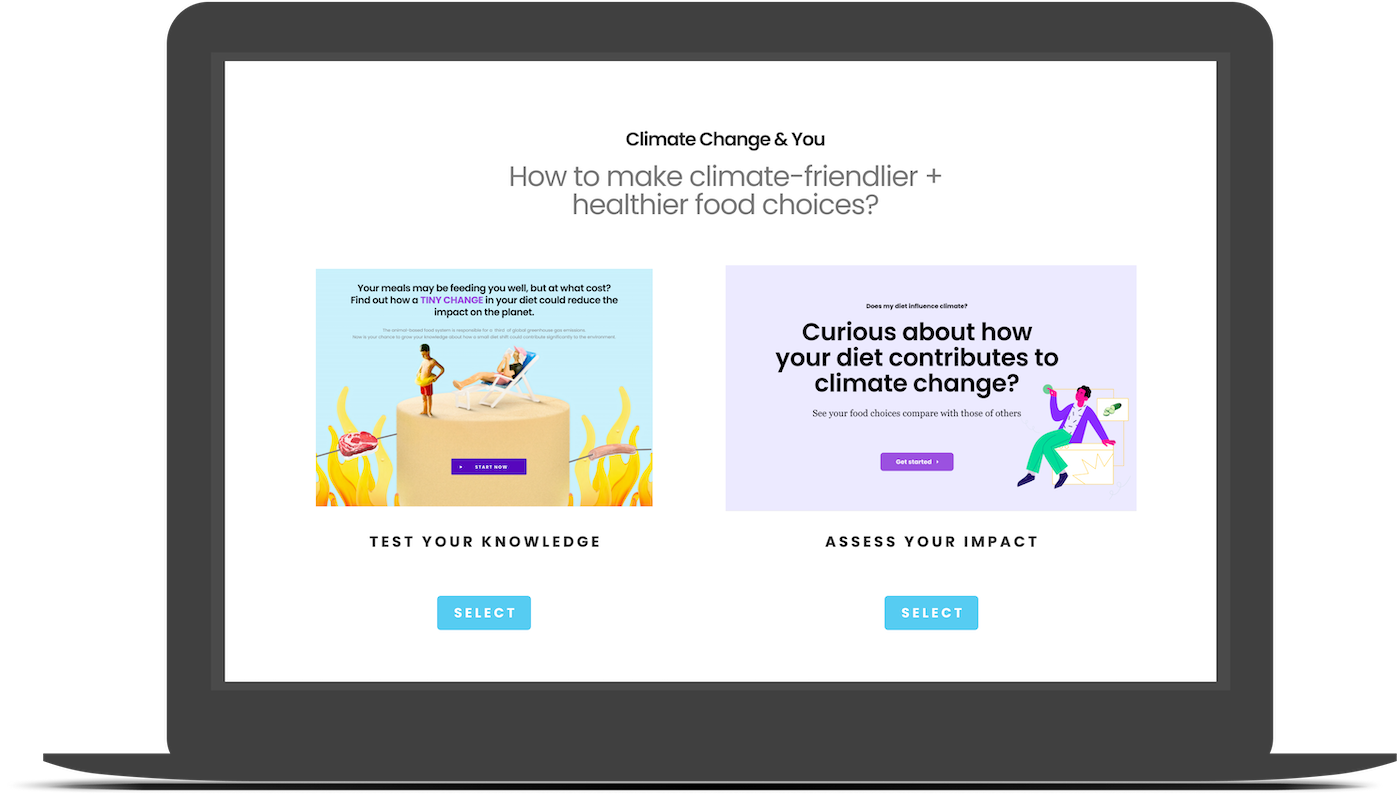 Climate Change & You
How to make climate-friendlier +
healthier food choices?
Your meals may be feeding you well, but at what cost?
Find out how a TINY CHANGE in your diet could reduce the
impact on the planet.
The animal-based food system is responsible for a third of global greenhouse gas emissions.
Now is your chance to grow your knowledge about how a small diet shift could contribute significantly to the environment.
START NOW
TEST YOUR KNOWLEDGE
SELECT
Does my diet influence climate?
Curious about how
your diet contributes to
climate change?
See your food choices compare with those of others
Get started
ASSESS YOUR IMPACT
SELECT